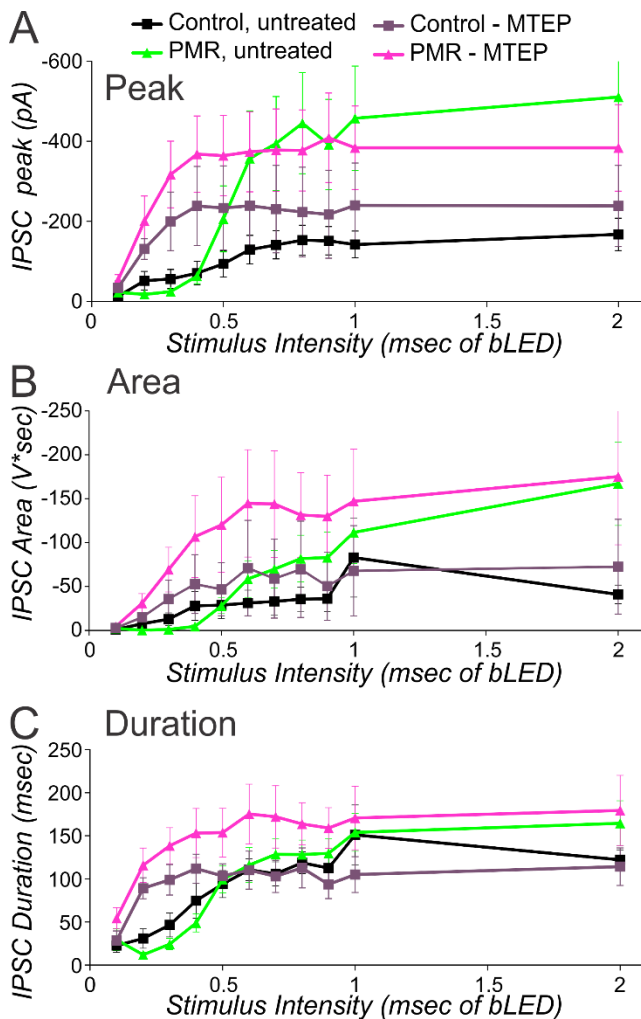 A
Control, untreated
Control - MTEP
PMR, untreated
PMR - MTEP
Peak
IPSC peak (pA)
-600
-400
-200
0
0
0.5
1
1.5
2
Stimulus Intensity (msec of bLED)
B
Area
IPSC Area (V*sec)
-250
-200
-150
-100
-50
0
0
0.5
1
1.5
2
Stimulus Intensity (msec of bLED)
C
Duration
IPSC Duration (msec)
250
200
150
100
50
0
0
0.5
1
1.5
2
Stimulus Intensity (msec of bLED)